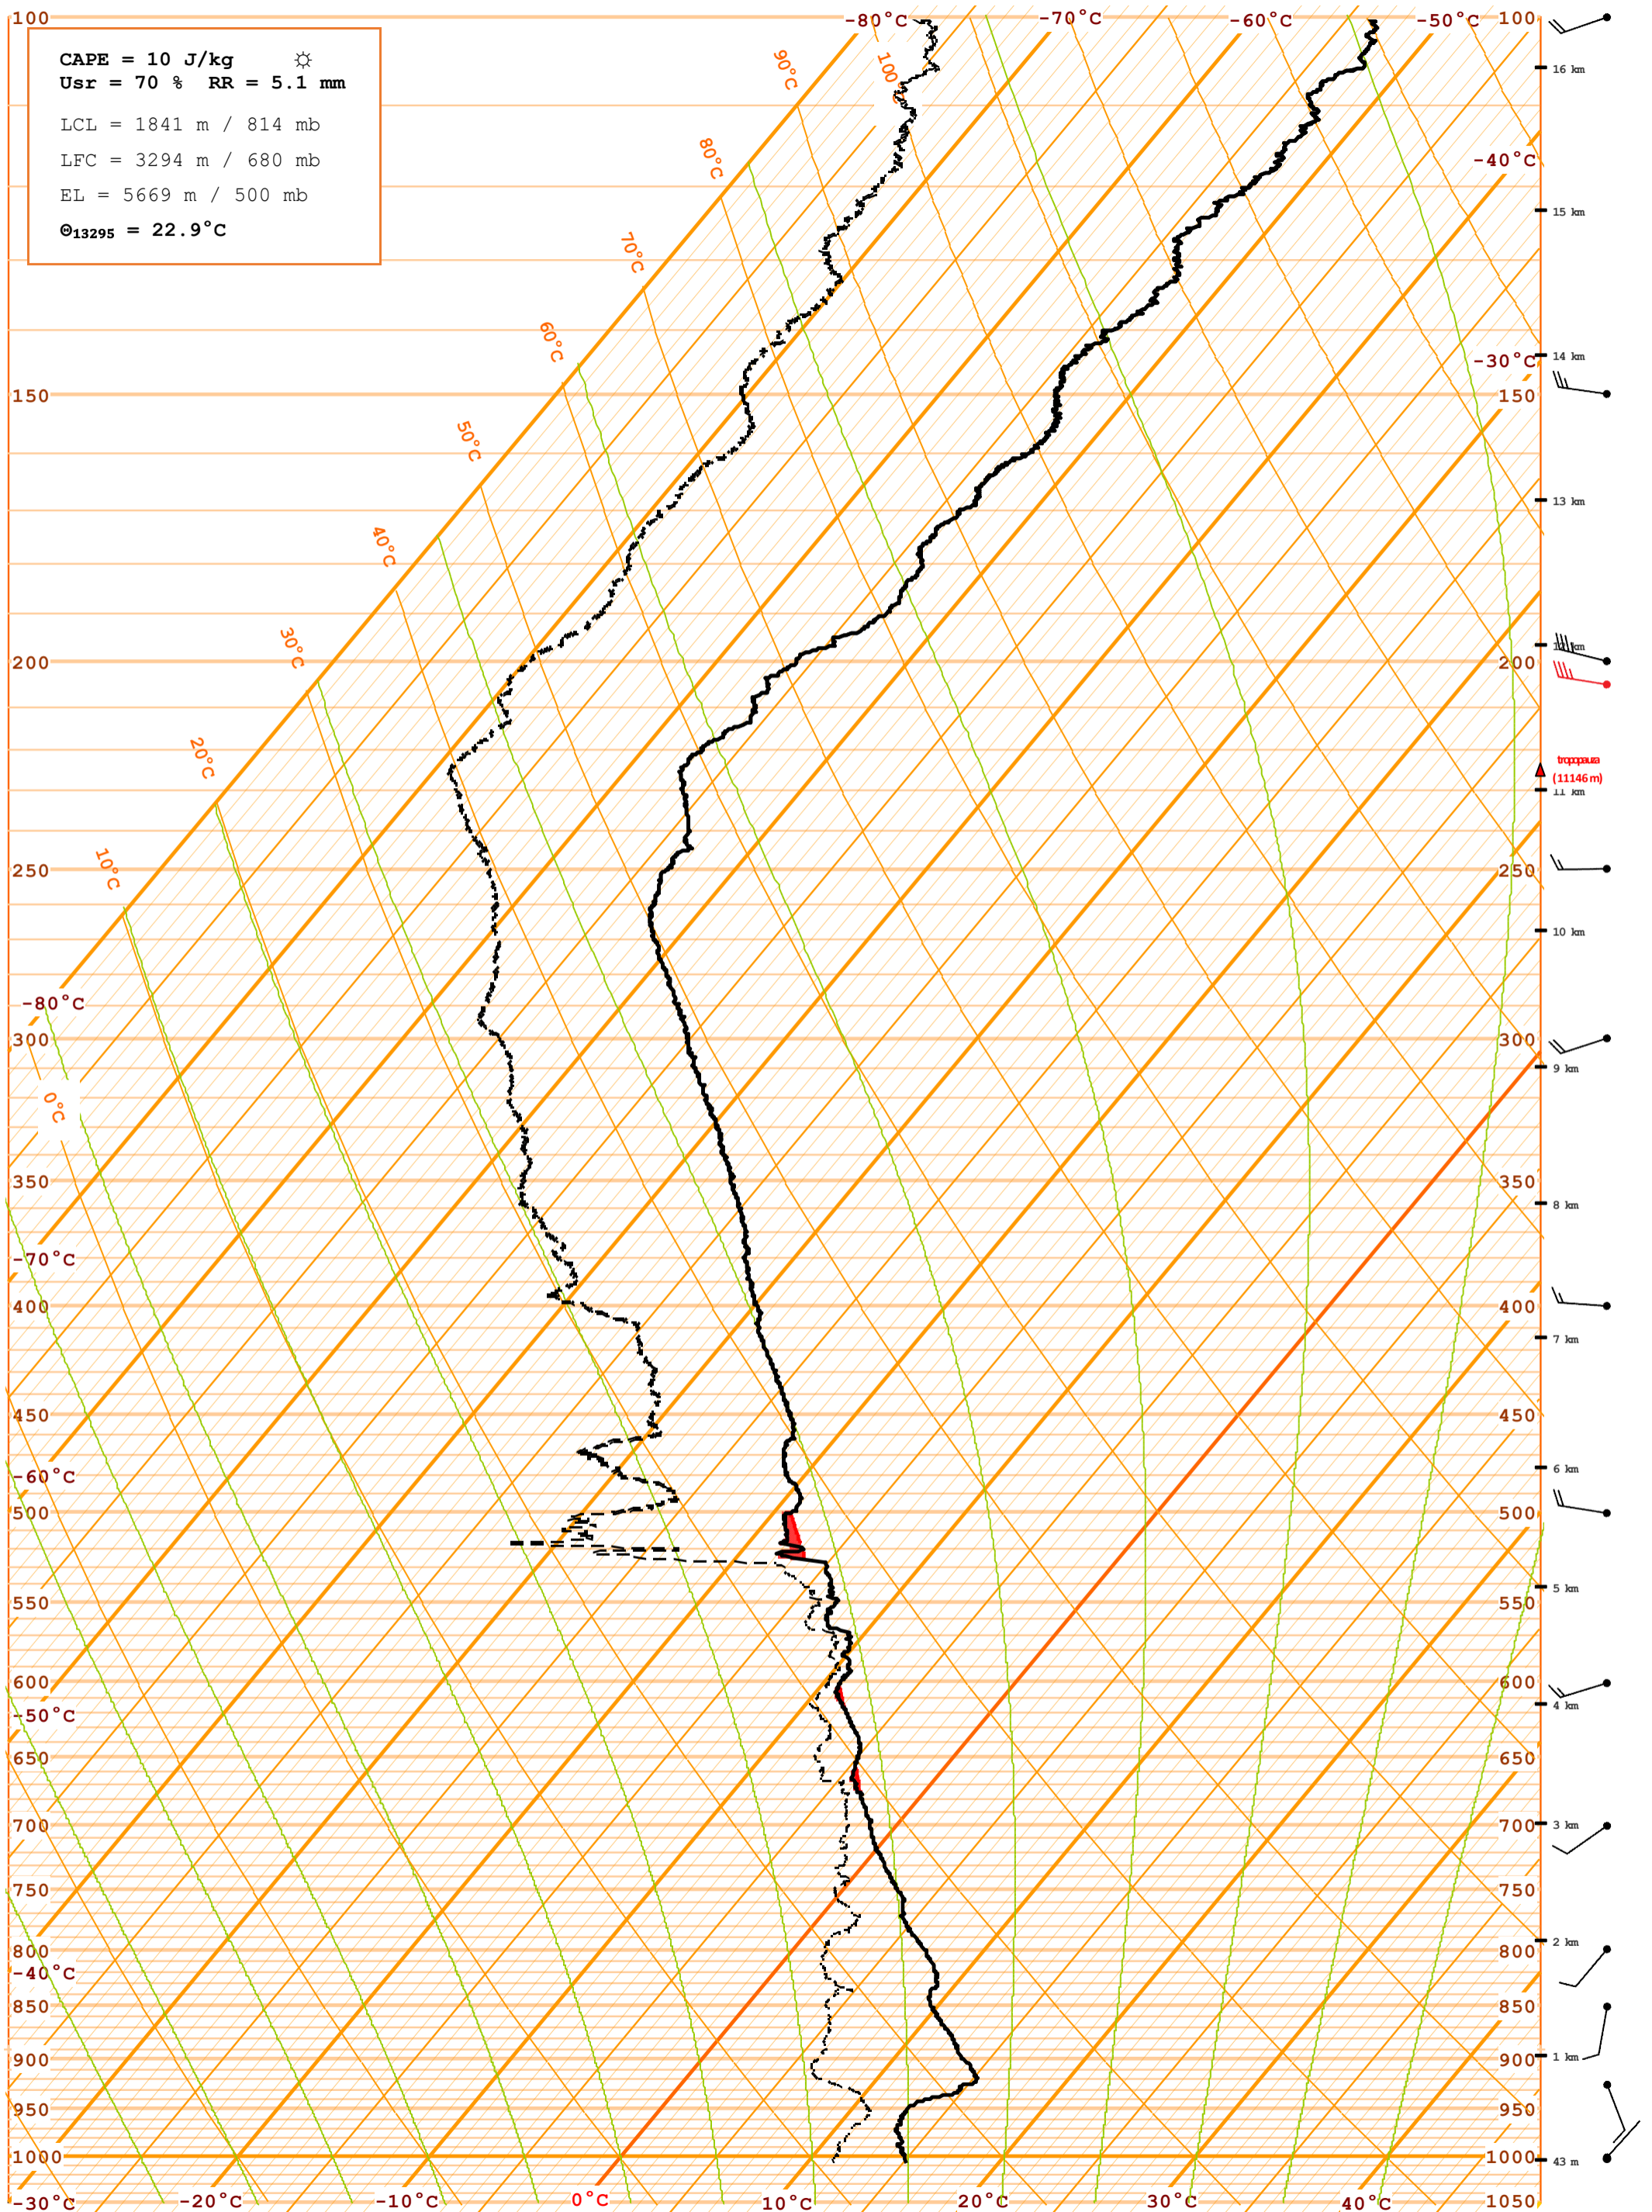 100 -80°C -70°C -60°C -50°C 100
CAPE = 10 J/kg ☼
Usr = 70 % RR = 5.1 mm
LCL = 1841 m / 814 mb
LFC = 3294 m / 680 mb
EL = 5669 m / 500 mb
Θ13295 = 22.9°C
90°C
16 km
80°C
-40°C
15 km
70°C
60°C
14 km
-30°C
150 150
50°C
13 km
40°C
30°C
200 200
20°C
tropopauza
(11146 m)
11 km
10°C
250 250
10 km
-80°C
300 300
9 km
0°C
350 350
8 km
-70°C
400 400
7 km
450 450
6 km
-60°C
500 500
5 km
550 550
600 600
4 km
-50°C
650 650
700 700
3 km
750 750
2 km
800 800
-40°C
850 850
900 900
1 km
950 950
1000 1000
43 m
-30°C -20°C -10°C 0°C 10°C 20°C 30°C 40°C 1050